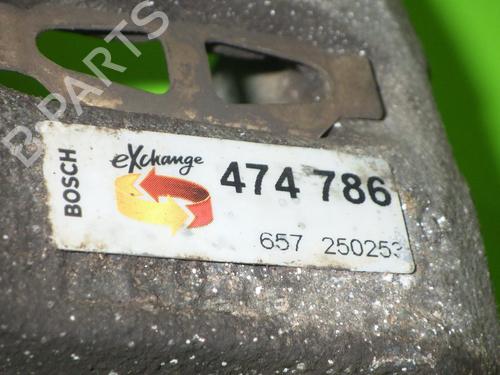 B-PARTS
BOSCH
eXchange
474 786
657 250253